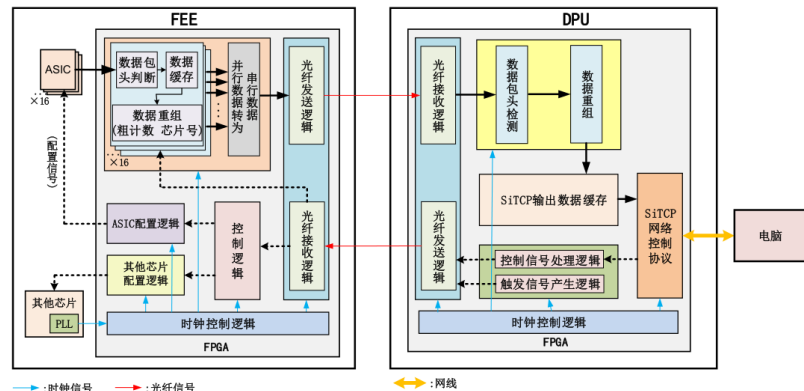 FEE
DPU
ASIC
×16
数据包
头判断
数据
缓存
数据重组
(粗计数 芯片号)
×16
并行数据转为
串行数据
光纤发送逻辑
光纤接收逻辑
数据包头检测
数据重组
(配置信号)
SiTCP输出数据缓存
SiTCP
网络
控制
协议
电脑
ASIC配置逻辑
控制逻辑
光纤接收逻辑
光纤发送逻辑
控制信号处理逻辑
触发信号产生逻辑
其他芯片
配置逻辑
其他芯片
PLL
时钟控制逻辑
时钟控制逻辑
FPGA
FPGA
:时钟信号
:光纤信号
:网线